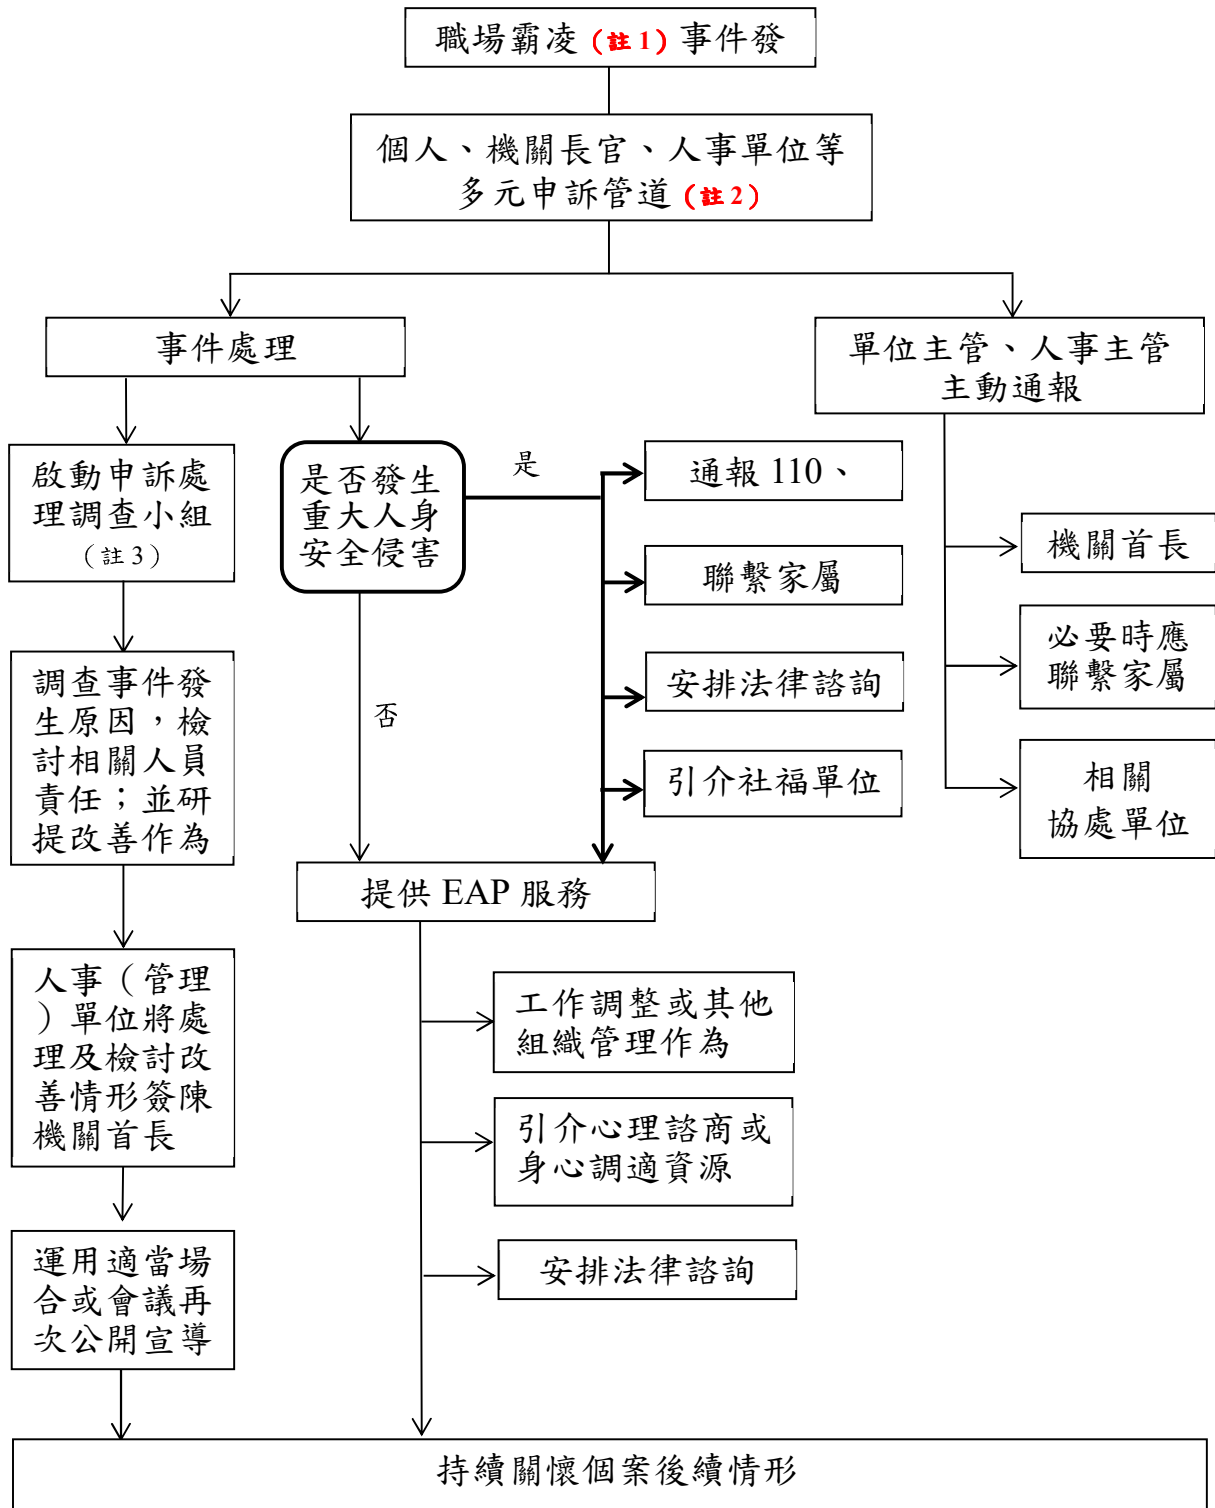 職場霸凌(註1)事件發
個人、機關長官、人事單位等
多元申訴管道(註2)
事件處理
單位主管、人事主管
主動通報
啟動申訴處
理調查小組
（註3）
是否發生
重大人身
安全侵害
是
否
通報 110、
聯繫家屬
安排法律諮詢
引介社福單位
機關首長
必要時應
聯繫家屬
相關
協處單位
調查事件發
生原因，檢
討相關人員
責任；並研
提改善作為
提供 EAP 服務
人事（管理
）單位將處
理及檢討改
善情形簽陳
機關首長
工作調整或其他
組織管理作為
引介心理諮商或
身心調適資源
安排法律諮詢
運用適當場
合或會議再
次公開宣導
持續關懷個案後續情形